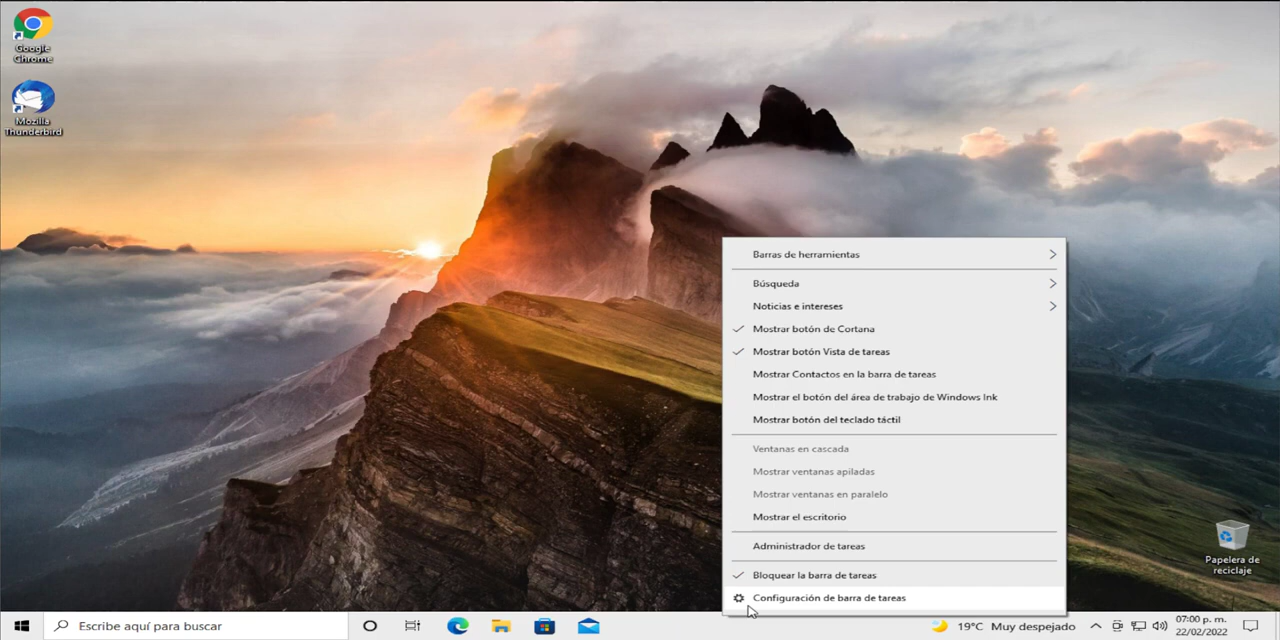 Google
Chrome
Mozilla
Thunderbird
Barras de herramientas
Búsqueda
Noticias e intereses
Mostrar botón de Cortana
Mostrar botón Vista de tareas
Mostrar Contactos en la barra de tareas
Mostrar el botón del área de trabajo de Windows Ink
Mostrar botón del teclado táctil
Ventanas en cascada
Mostrar ventanas apiladas
Mostrar ventanas en paralelo
Mostrar el escritorio
Administrador de tareas
Bloquear la barra de tareas
Configuración de barra de tareas
Papelera de
reciclaje
Escribe aquí para buscar
19°C Muy despejado
07:00 p. m.
22/02/2022